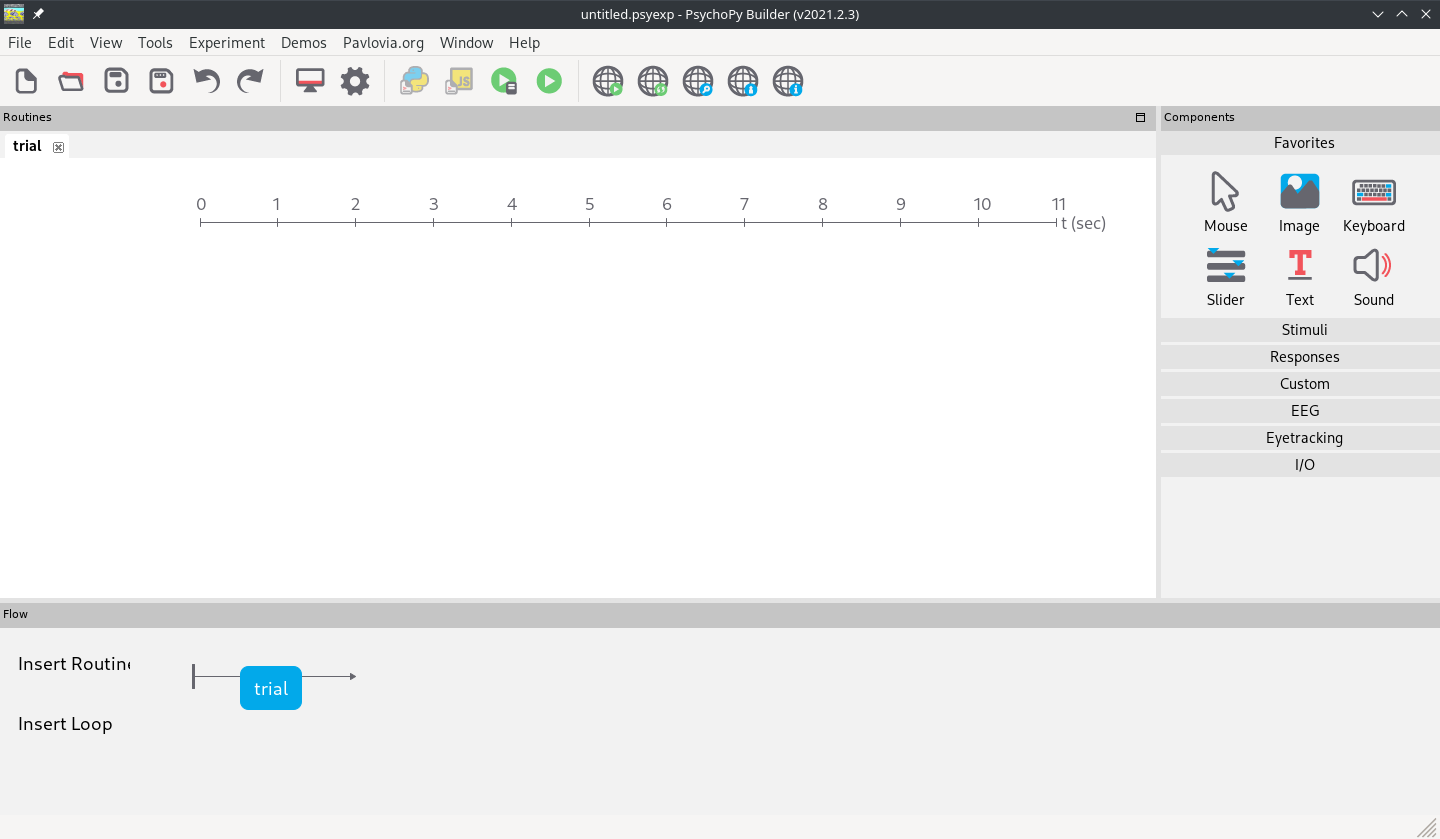 untitled.psyexp - PsychoPy Builder (v2021.2.3)
File Edit View Tools Experiment Demos Pavlovia.org Window Help
JS
Routines
trial
0 1 2 3 4 5 6 7 8 9 10 11
t (sec)
Components
Favorites
Mouse Image Keyboard
Slider Text Sound
Stimuli
Responses
Custom
EEG
Eyetracking
I/O
Flow
Insert Routine
trial
Insert Loop